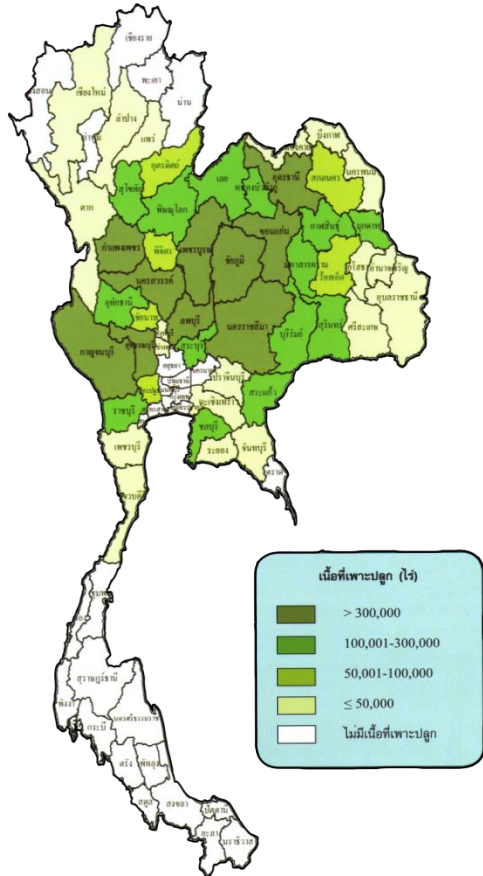 เชียงราย
พะเยา
น่าน
เชียงใหม่
ลำปาง
แพร่
ตาก
อุตรดิตถ์
สุโขทัย
พิษณุโลก
เลย
อุดรธานี
บึงกาฬ
สกลนคร
นครพนม
กำแพงเพชร
พิจิตร
เพชรบูรณ์
ขอนแก่น
กาฬสินธุ์
ชัยภูมิ
มหาสารคาม
ร้อยเอ็ด
ยโสธร
อำนาจเจริญ
อุบลราชธานี
นครสวรรค์
อุทัยธานี
ชัยนาท
ลพบุรี
นครราชสีมา
บุรีรัมย์
สุรินทร์
ศรีสะเกษ
กาญจนบุรี
สุพรรณบุรี
สระบุรี
อยุธยา
ปทุมธานี
ปราจีนบุรี
ฉะเชิงเทรา
สระแก้ว
ราชบุรี
ชลบุรี
ระยอง
จันทบุรี
ตราด
เพชรบุรี
สุราษฎร์ธานี
พังงา
กระบี่
นครศรีธรรมราช
ตรัง
พัทลุง
สตูล
สงขลา
ปัตตานี
ยะลา
นราธิวาส
เนื้อที่เพาะปลูก (ไร่)
> 300,000
100,001-300,000
50,001-100,000
≤ 50,000
ไม่มีเนื้อที่เพาะปลูก